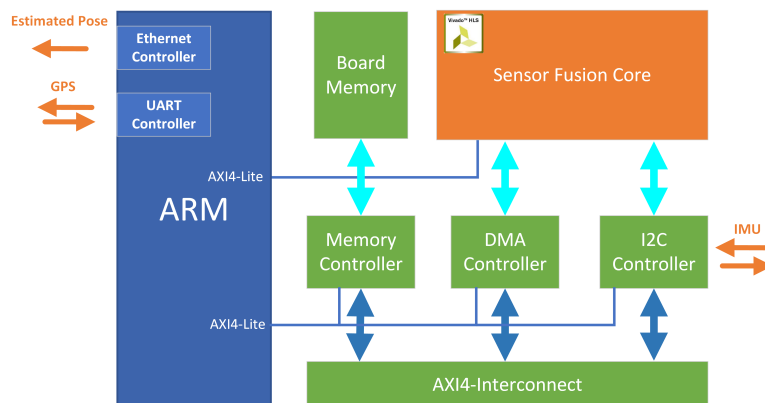 Estimated Pose
Ethernet
Controller
GPS
UART
Controller
AXI4-Lite
ARM
AXI4-Lite
Board
Memory
Vivado™ HLS
Sensor Fusion Core
Memory
Controller
DMA
Controller
I2C
Controller
IMU
AXI4-Interconnect